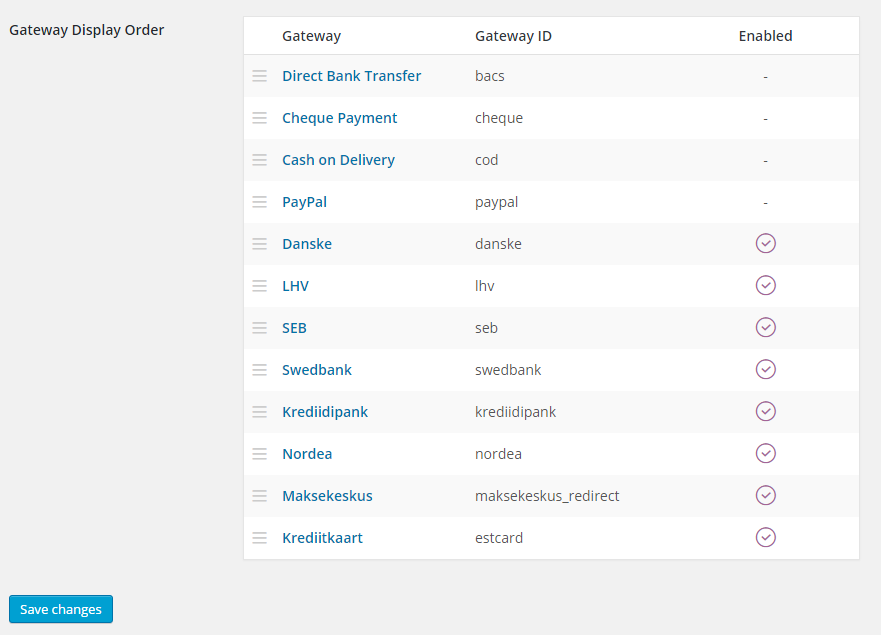 Gateway Display Order
Gateway Gateway ID Enabled
Direct Bank Transfer bacs -
Cheque Payment cheque -
Cash on Delivery cod -
PayPal paypal -
Danske danske
LHV lhv
SEB seb
Swedbank swedbank
Krediidipank krediidipank
Nordea nordea
Maksekeskus maksekeskus_redirect
Krediitkaart estcard
Save changes